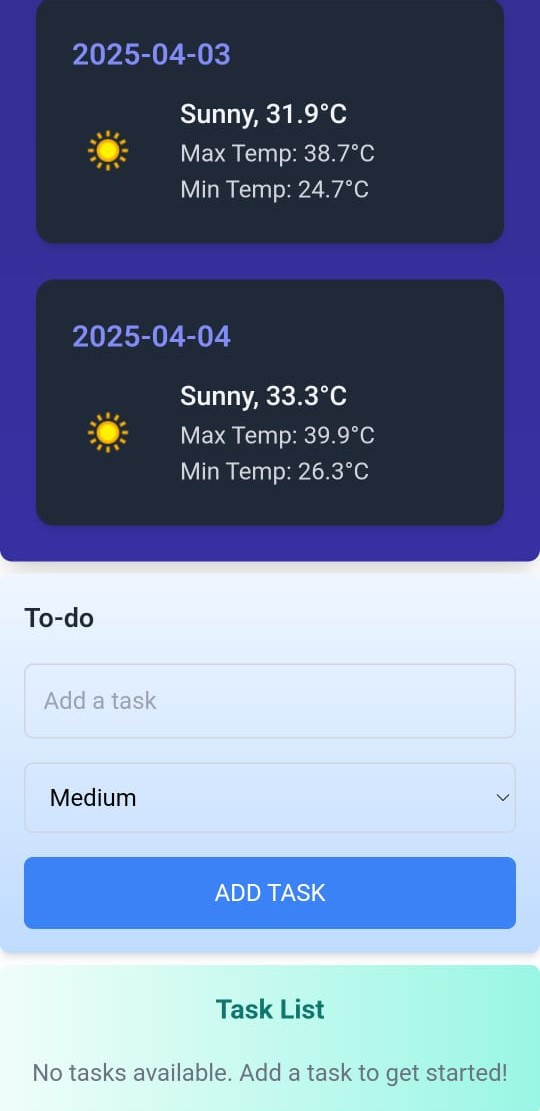 2025-04-03
Sunny, 31.9°C
Max Temp: 38.7°C
Min Temp: 24.7°C
2025-04-04
Sunny, 33.3°C
Max Temp: 39.9°C
Min Temp: 26.3°C
To-do
Add a task
Medium
ADD TASK
Task List
No tasks available. Add a task to get started!